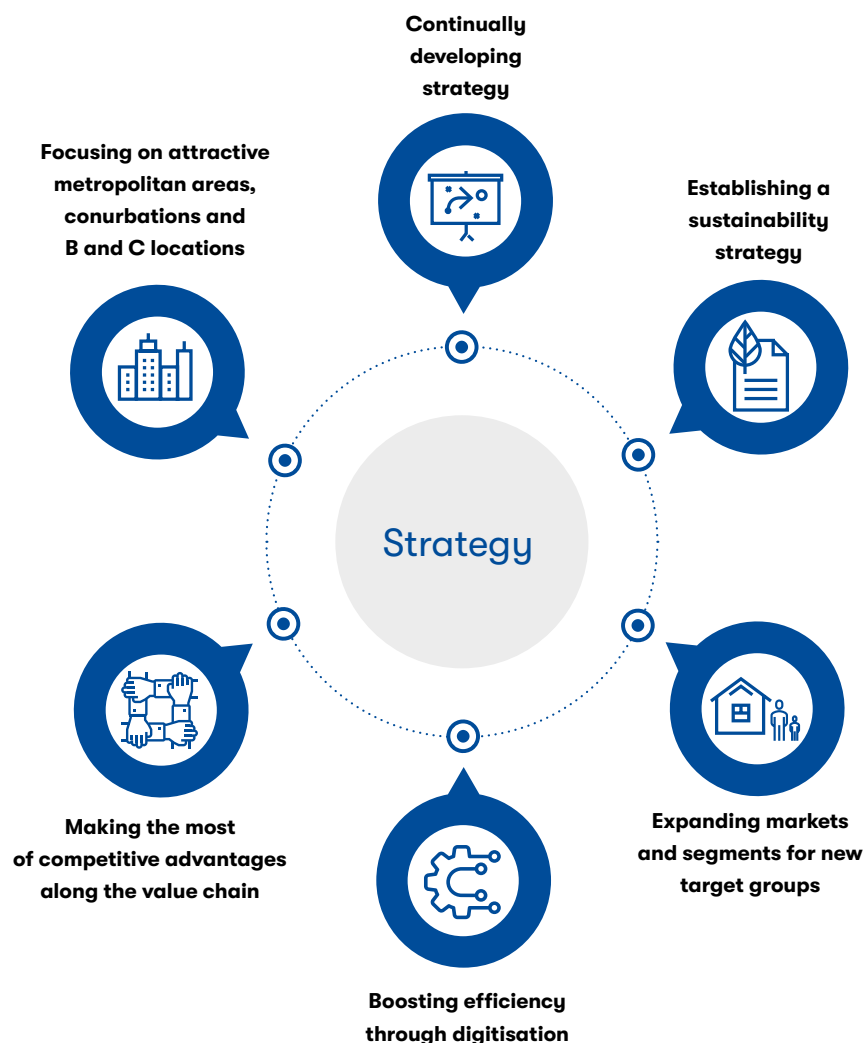 Continually
developing
strategy
Focusing on attractive
metropolitan areas,
conurbations and
B and C locations
Establishing a
sustainability
strategy
Strategy
Making the most
of competitive advantages
along the value chain
Expanding markets
and segments for new
target groups
Boosting efficiency
through digitisation